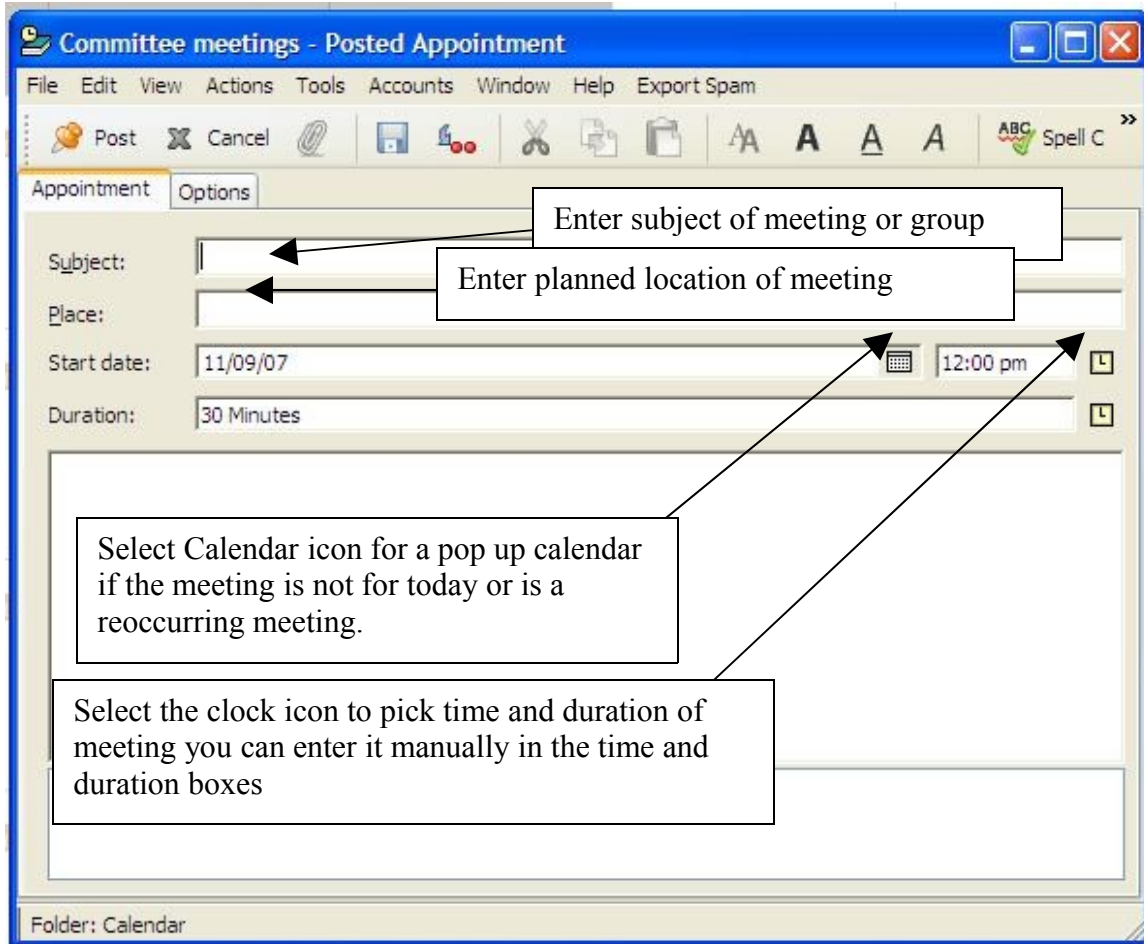 Committee meetings - Posted Appointment
File Edit View Actions Tools Accounts Window Help Export Spam
Post Cancel AA A A A ABC Spell C »
Appointment Options
Enter subject of meeting or group
Subject:
Enter planned location of meeting
Place:
Start date: 11/09/07 12:00 pm
Duration: 30 Minutes
Select Calendar icon for a pop up calendar
if the meeting is not for today or is a
reoccurring meeting.
Select the clock icon to pick time and duration of
meeting you can enter it manually in the time and
duration boxes
Folder: Calendar